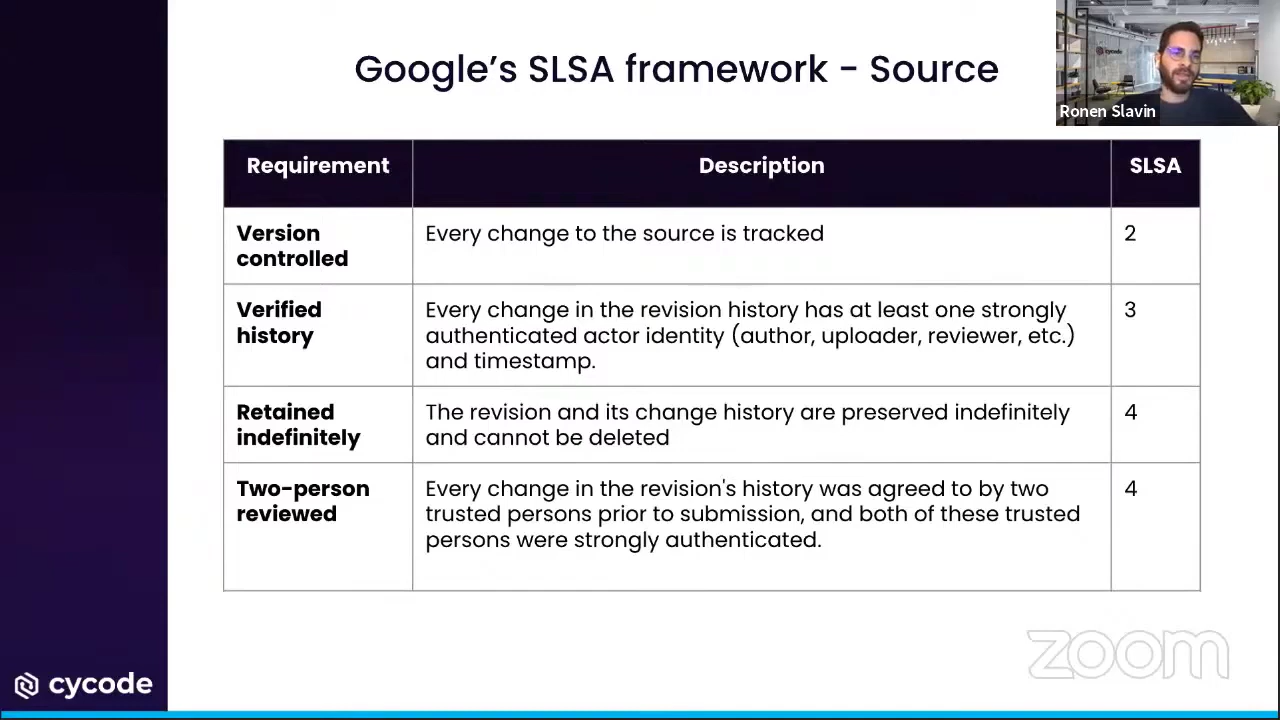 Google's SLSA framework - Source
cycode
Ronen Slavin
Requirement Description SLSA
Version controlled
Every change to the source is tracked
2
Verified history
Every change in the revision history has at least one strongly
authenticated actor identity (author, uploader, reviewer, etc.)
and timestamp.
3
Retained indefinitely
The revision and its change history are preserved indefinitely
and cannot be deleted
4
Two-person reviewed
Every change in the revision's history was agreed to by two
trusted persons prior to submission, and both of these trusted
persons were strongly authenticated.
4
zoom
cycode